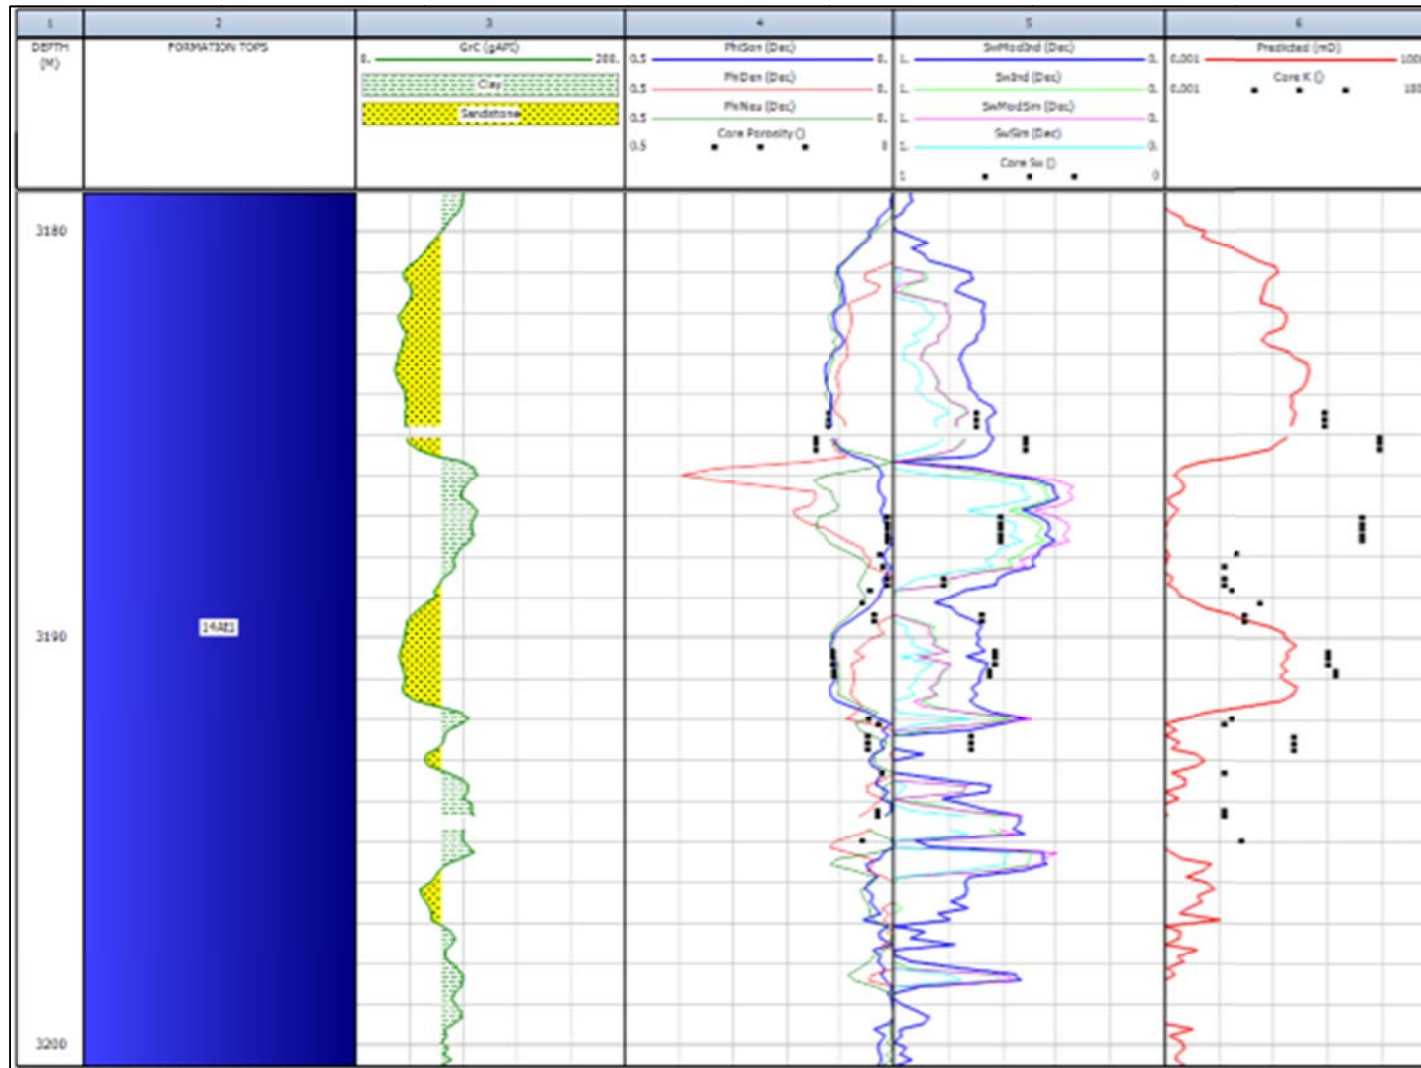 1 2 3 4 5 6
DEPTH (M)
FORMATION TOPS
GrC (gAPI)
0. 200.
Clay
Sandstone
PhiSon (Dec)
0.5 0.
PhiDen (Dec)
0.5 0.
PhiNeu (Dec)
0.5 0.
Core Porosity ()
0.5 0
SwMod3rd (Dec)
1. 0.
SwInd (Dec)
1. 0.
SwModSim (Dec)
1. 0.
SwSim (Dec)
1. 0.
Core Sw ()
1 0
Predicted (mD)
0.001
Core K ()
0.001
3180
3190
3200